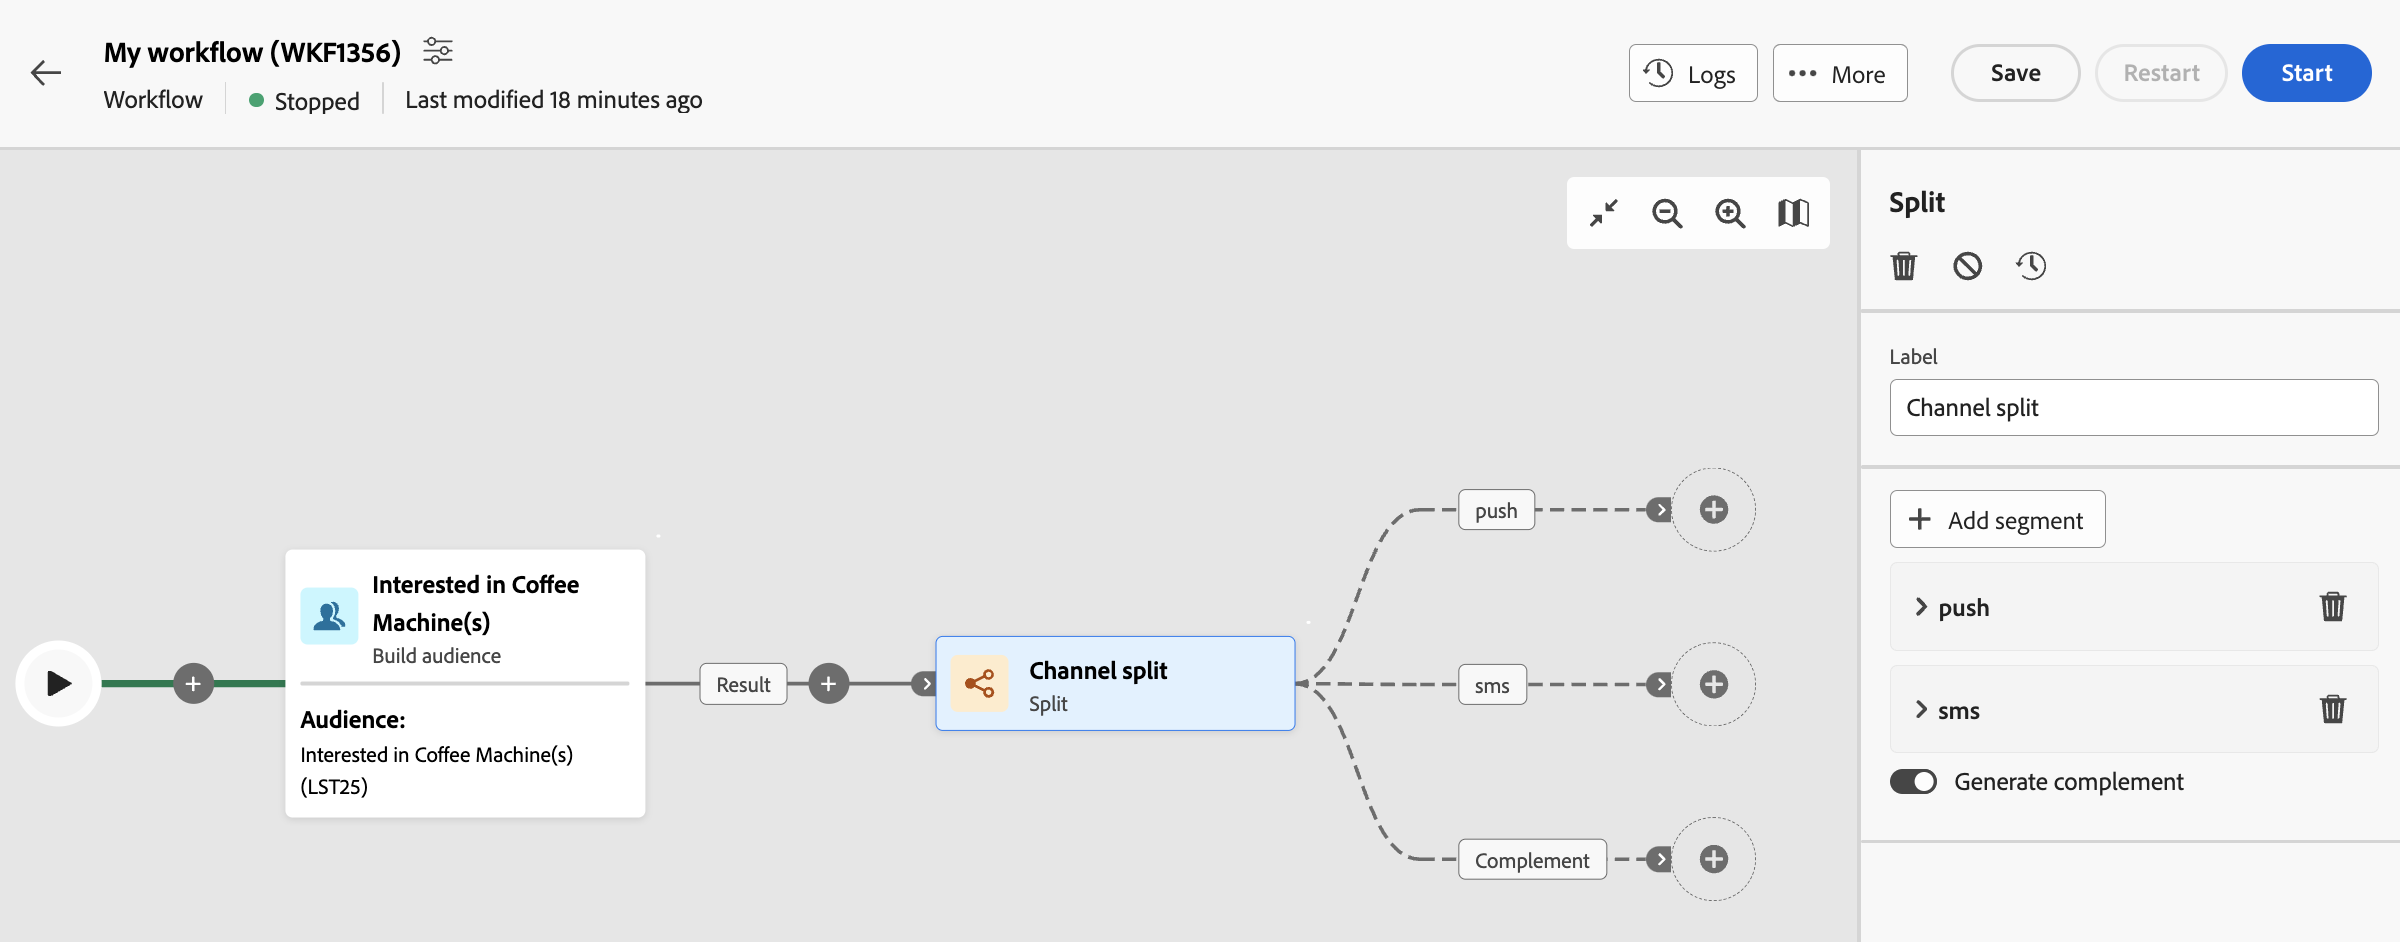 My workflow (WKF1356)
Workflow
Stopped
Last modified 18 minutes ago
Logs
More
Save
Restart
Start
Interested in Coffee
Machine(s)
Build audience
Audience:
Interested in Coffee Machine(s)
(LST25)
Result
Channel split
Split
push
sms
Complement
Split
Label
Channel split
Add segment
push
sms
Generate complement